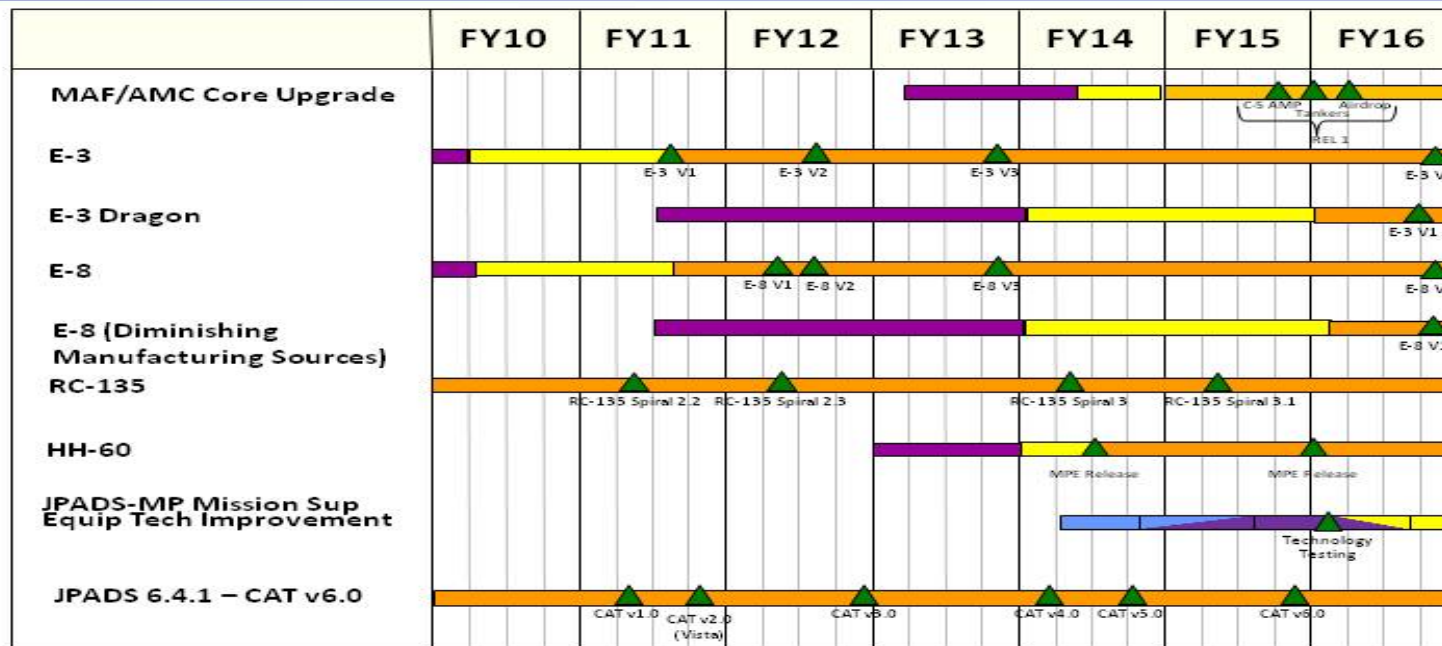 FY10 FY11 FY12 FY13 FY14 FY15 FY16
MAF/AMC Core Upgrade
C-5 AMP Airdrop
Tankers
REL 1
E-3
E-3 V1 E-3 V2 E-3 V3 E-3 V
E-3 Dragon
E-3 V1
E-8
E-8 V1 E-8 V2 E-8 V3 E-8 V
E-8 (Diminishing
Manufacturing Sources)
E-8 V
RC-135
RC-135 Spiral 2.2 RC-135 Spiral 2.3 RC-135 Spiral 3 RC-135 Spiral 3.1
HH-60
MPE Release MPE Release
JPADS-MP Mission Sup
Equip Tech Improvement
Technology
Testing
JPADS 6.4.1 – CAT v6.0
CAT v1.0 CAT v2.0 CAT v3.0 CAT v4.0 CAT v5.0 CAT v6.0
(Vista)